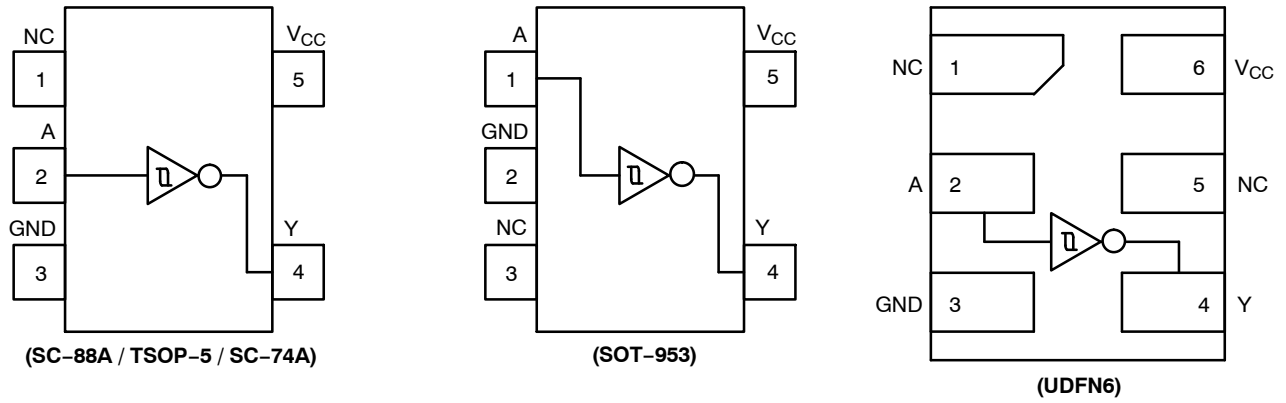 NC
1
A
2
GND
3
VCC
5
Y
4
(SC–88A / TSOP–5 / SC–74A)
A
1
GND
2
NC
3
VCC
5
Y
4
(SOT–953)
NC 1
6 VCC
A 2
5 NC
GND 3
4 Y
(UDFN6)